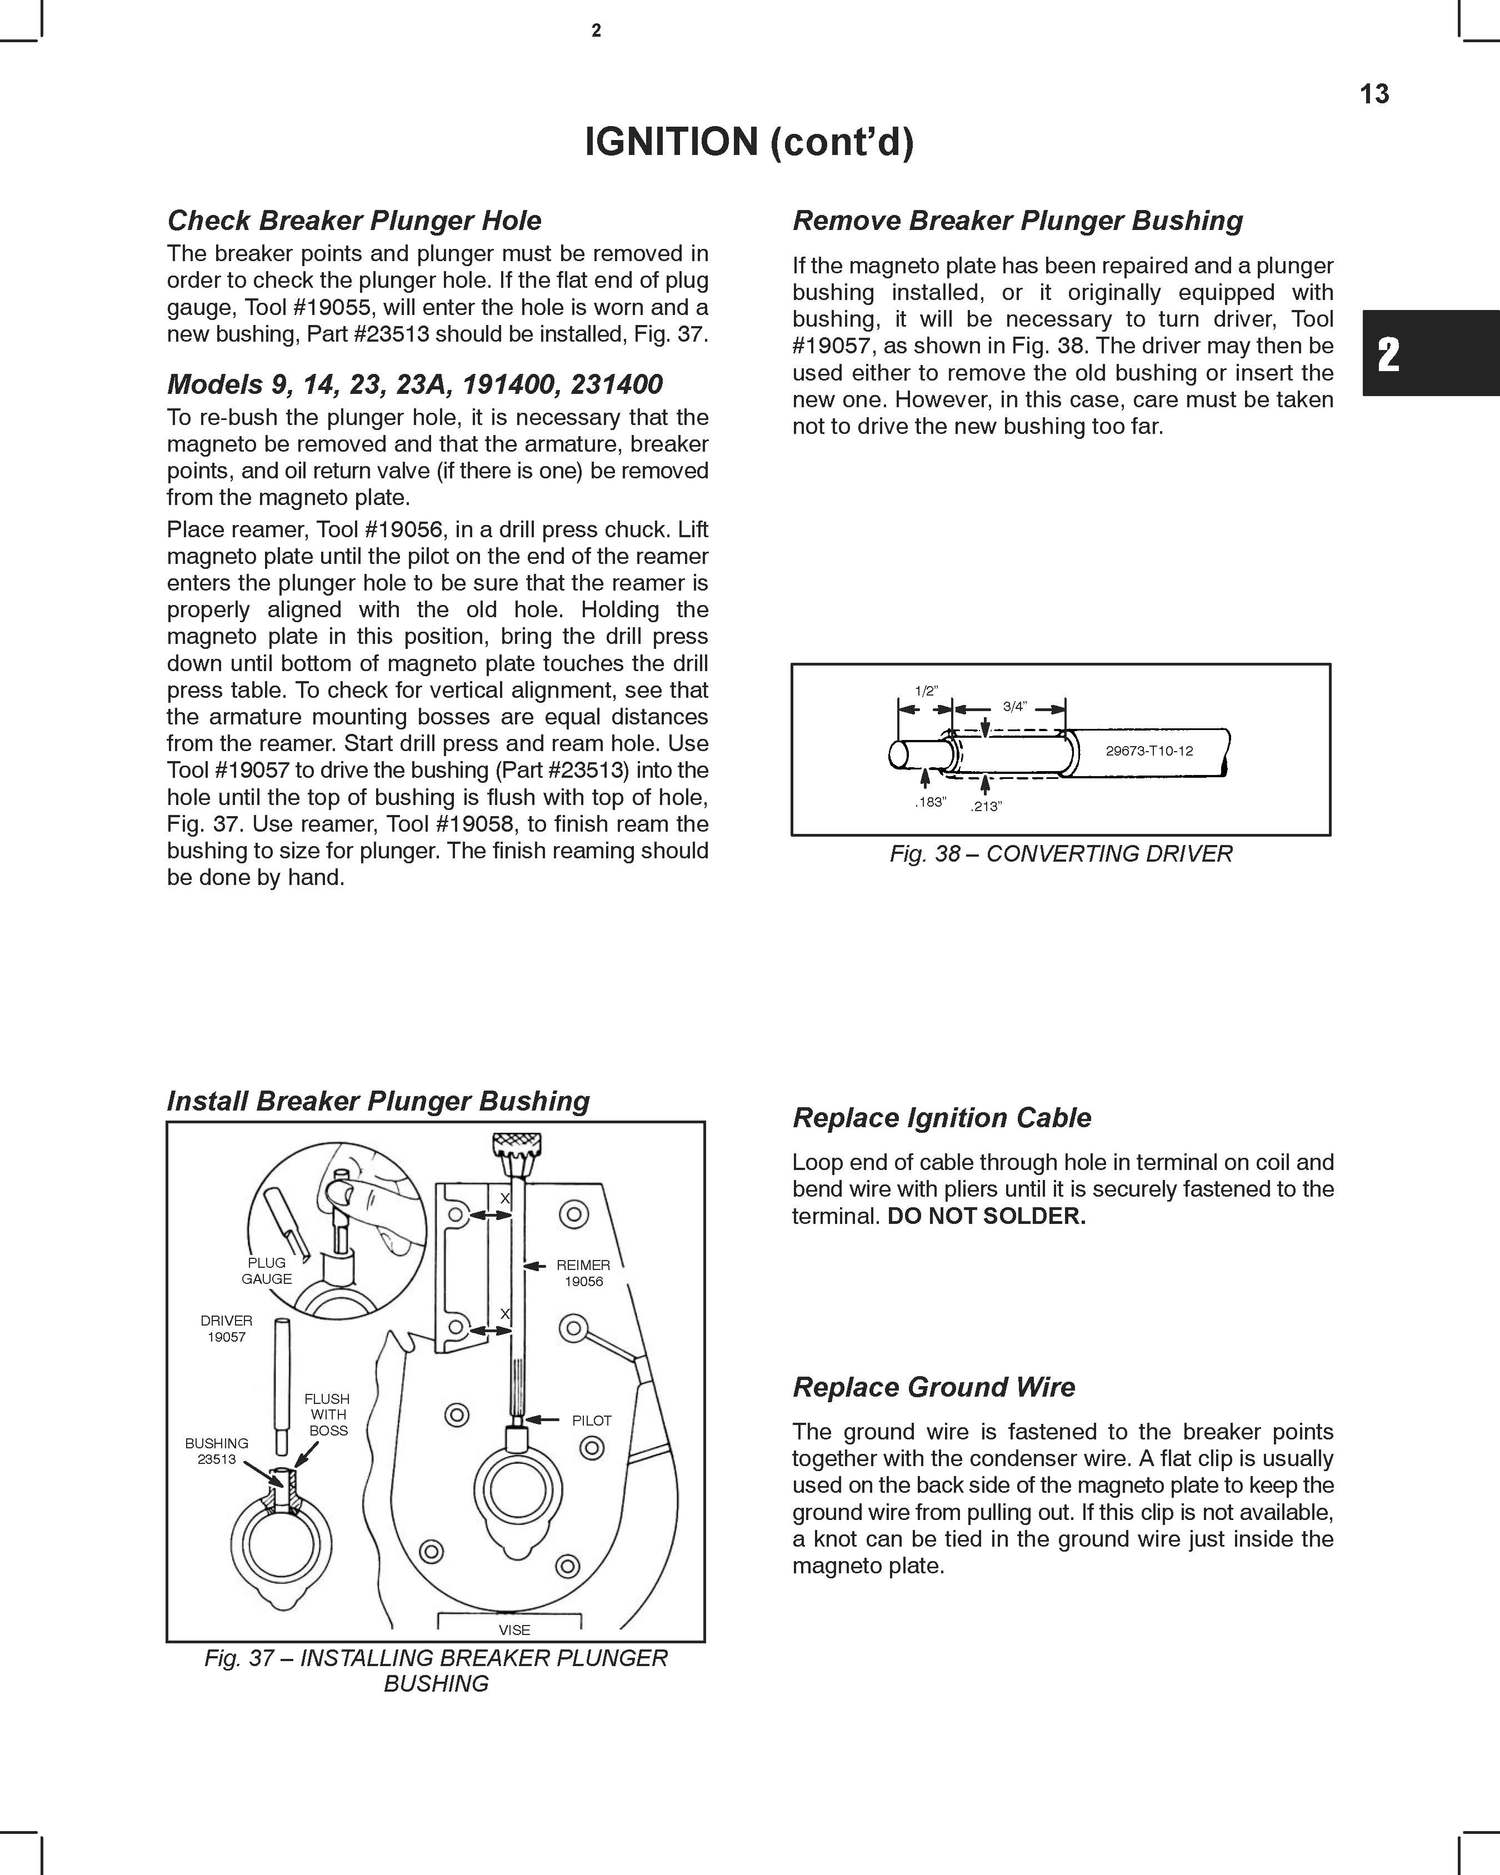 2
13
IGNITION (cont’d)
Check Breaker Plunger Hole
The breaker points and plunger must be removed in
order to check the plunger hole. If the flat end of plug
gauge, Tool #19055, will enter the hole is worn and a
new bushing, Part #23513 should be installed, Fig. 37.
Models 9, 14, 23, 23A, 191400, 231400
To re-bush the plunger hole, it is necessary that the
magneto be removed and that the armature, breaker
points, and oil return valve (if there is one) be removed
from the magneto plate.
Place reamer, Tool #19056, in a drill press chuck. Lift
magneto plate until the pilot on the end of the reamer
enters the plunger hole to be sure that the reamer is
properly aligned with the old hole. Holding the
magneto plate in this position, bring the drill press
down until bottom of magneto plate touches the drill
press table. To check for vertical alignment, see that
the armature mounting bosses are equal distances
from the reamer. Start drill press and ream hole. Use
Tool #19057 to drive the bushing (Part #23513) into the
hole until the top of bushing is flush with top of hole,
Fig. 37. Use reamer, Tool #19058, to finish ream the
bushing to size for plunger. The finish reaming should
be done by hand.
Install Breaker Plunger Bushing
X
PLUG
GAUGE
REIMER
19056
X
DRIVER
19057
FLUSH
WITH
BOSS
PILOT
BUSHING
23513
VISE
Fig. 37 – INSTALLING BREAKER PLUNGER
BUSHING
Remove Breaker Plunger Bushing
If the magneto plate has been repaired and a plunger
bushing installed, or it originally equipped with
bushing, it will be necessary to turn driver, Tool
#19057, as shown in Fig. 38. The driver may then be
used either to remove the old bushing or insert the
new one. However, in this case, care must be taken
not to drive the new bushing too far.
2
1/2”
3/4”
29673-T10-12
.183”
.213”
Fig. 38 – CONVERTING DRIVER
Replace Ignition Cable
Loop end of cable through hole in terminal on coil and
bend wire with pliers until it is securely fastened to the
terminal. DO NOT SOLDER.
Replace Ground Wire
The ground wire is fastened to the breaker points
together with the condenser wire. A flat clip is usually
used on the back side of the magneto plate to keep the
ground wire from pulling out. If this clip is not available,
a knot can be tied in the ground wire just inside the
magneto plate.